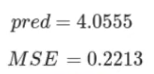 pred = 4.0555
MSE = 0.2213